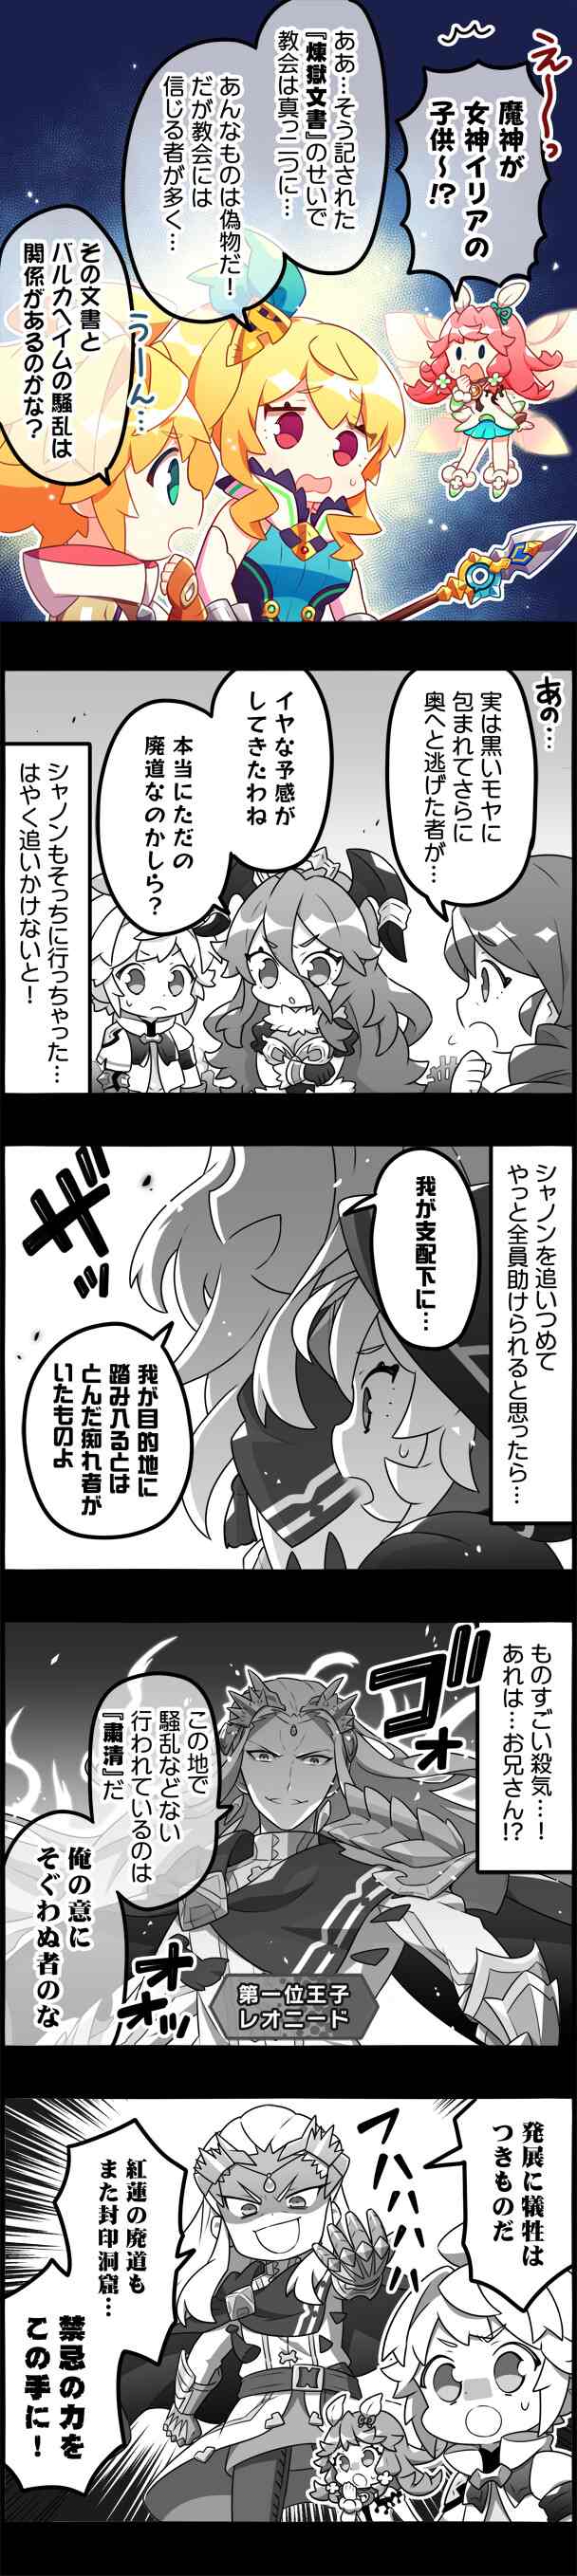 え～～っ
魔神が
女神イリアの
子供～!?
ああ…そう記された
『煉獄文書』のせいで
教会は真っ二つに…
あんなものは偽物だ！
だが教会には
信じる者が多く…
うーん…
その文書と
バルカヘイムの騒乱は
関係があるのかな？
あの…
実は黒いモヤに
包まれてさらに
奥へと逃げた者が…
イヤな予感が
してきたわね
本当にただの
廃道なのかしら？
シャノンもそっちに行っちゃった…
はやく追いかけないと！
シャノンを追いつめて
やっと全員助けられると思ったら…
我が支配下に…
ザッ
我が目的地に
踏み入るとは
とんだ痴れ者が
いたものよ
ものすごい殺気…！
あれは…お兄さん!?
ゴォ
オォッ
この地で
騒乱などない
行われているのは
『粛清』だ
俺の意に
そぐわぬ者のな
第一位王子
レオニード
発展に犠牲は
つきものだ
ハハハハ
紅蓮の廃道も
また封印洞窟…
禁忌の力を
この手に！